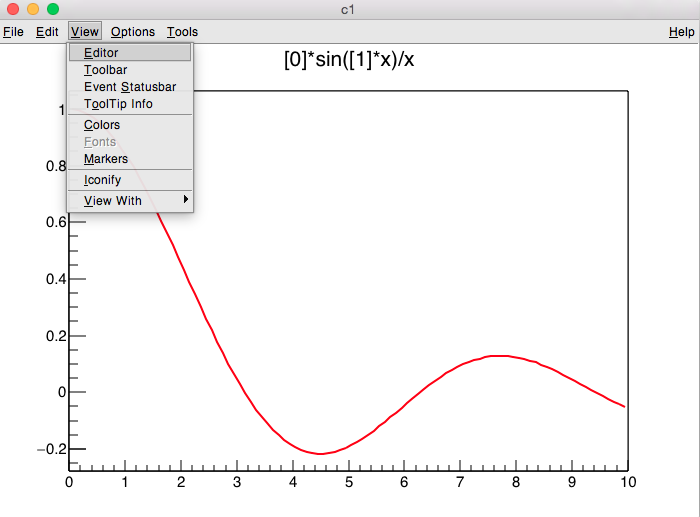 c1
File Edit View Options Tools Help
Editor
Toolbar
Event Statusbar
ToolTip Info
Colors
Fonts
Markers
Iconify
View With
[0]*sin([1]*x)/x
1
0.8
0.6
0.4
0.2
0
−0.2
0 1 2 3 4 5 6 7 8 9 10